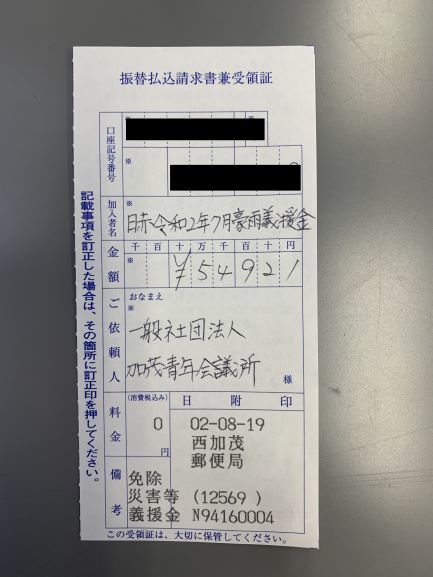 振替払込請求書兼受領証
口座記号番号
※
※
※
加入者名
※
日赤令和2年7月豪雨義援金
金額
千百十万千百十円
※
¥54921
ご依頼人
おなまえ
※
一般社団法人
加茂青年会議所
様
料金
(消費税込み)
0
円
日附印
02-08-19
西加茂
郵便局
備考
免除
災害等 (12569 )
義援金 N94160004
この受領証は、大切に保管してください。
記載事項を訂正した場合は、その箇所に訂正印を押してください。